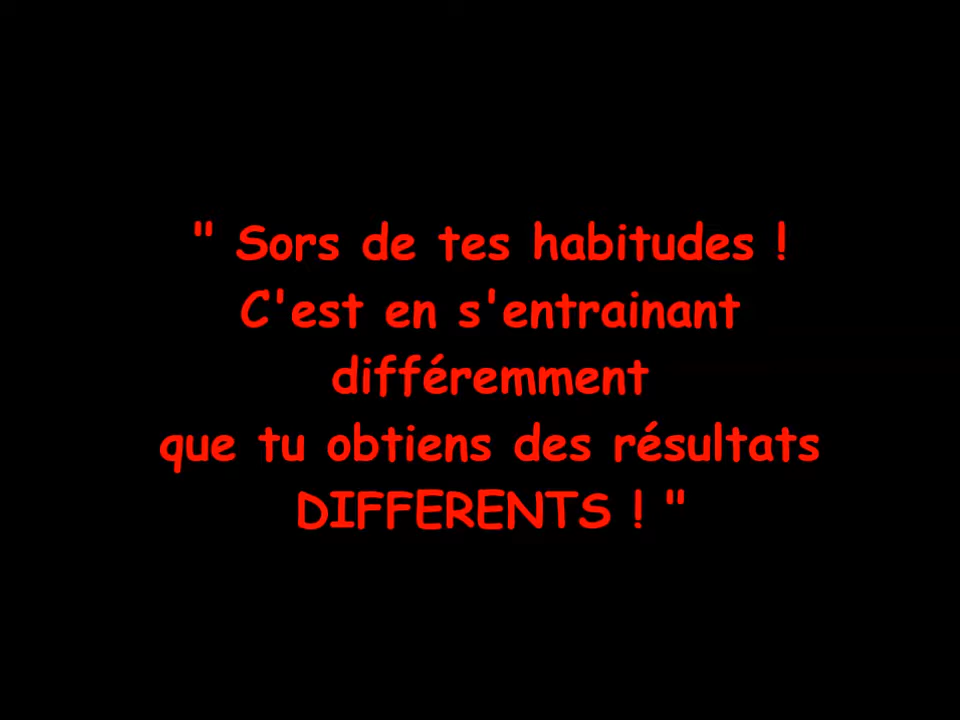 " Sors de tes habitudes !
C'est en s'entrainant
différemment
que tu obtiens des résultats
DIFFERENTS ! "